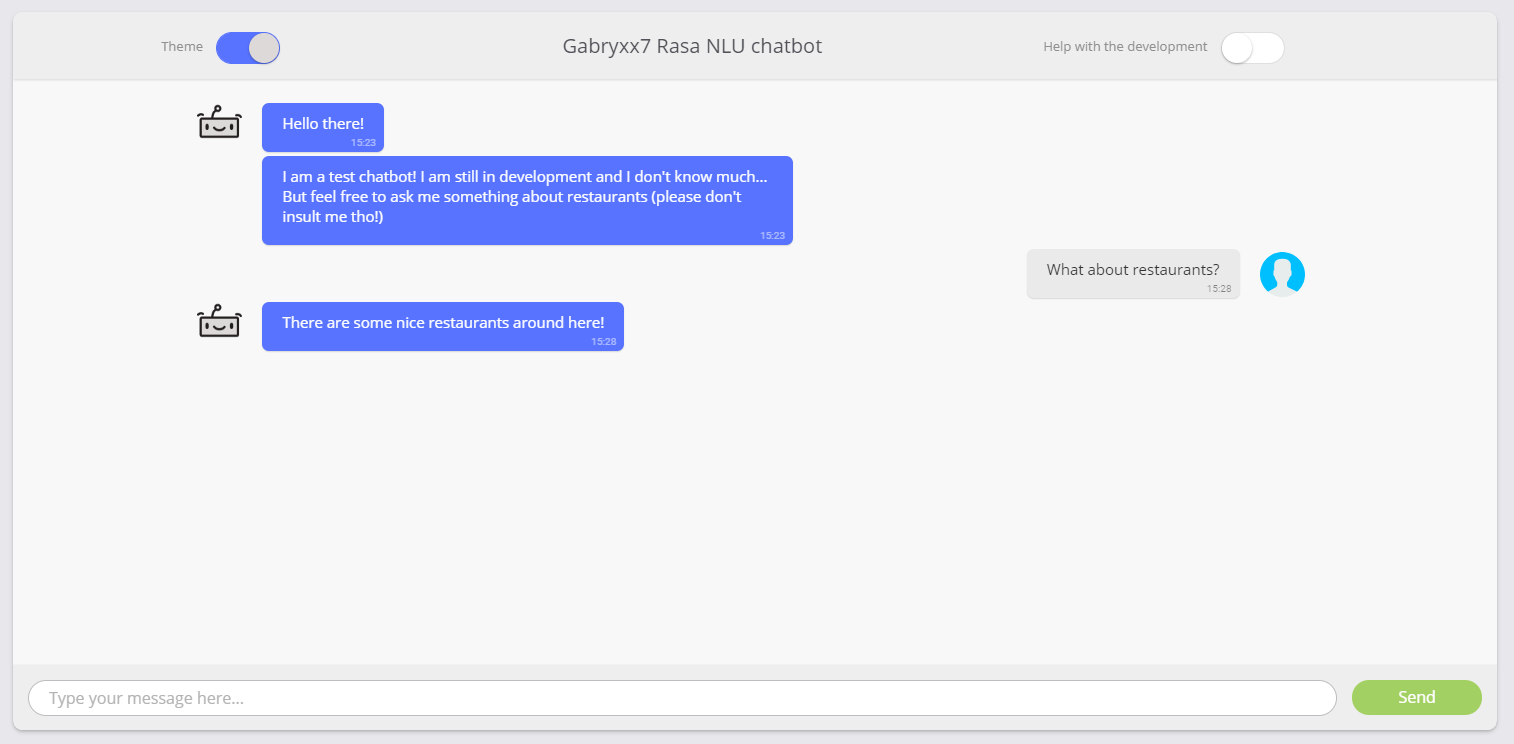 Theme
Gabryxx7 Rasa NLU chatbot
Help with the development
Hello there!
15:23
I am a test chatbot! I am still in development and I don't know much...
But feel free to ask me something about restaurants (please don't
insult me tho!)
15:23
What about restaurants?
15:28
There are some nice restaurants around here!
15:28
Type your message here...
Send